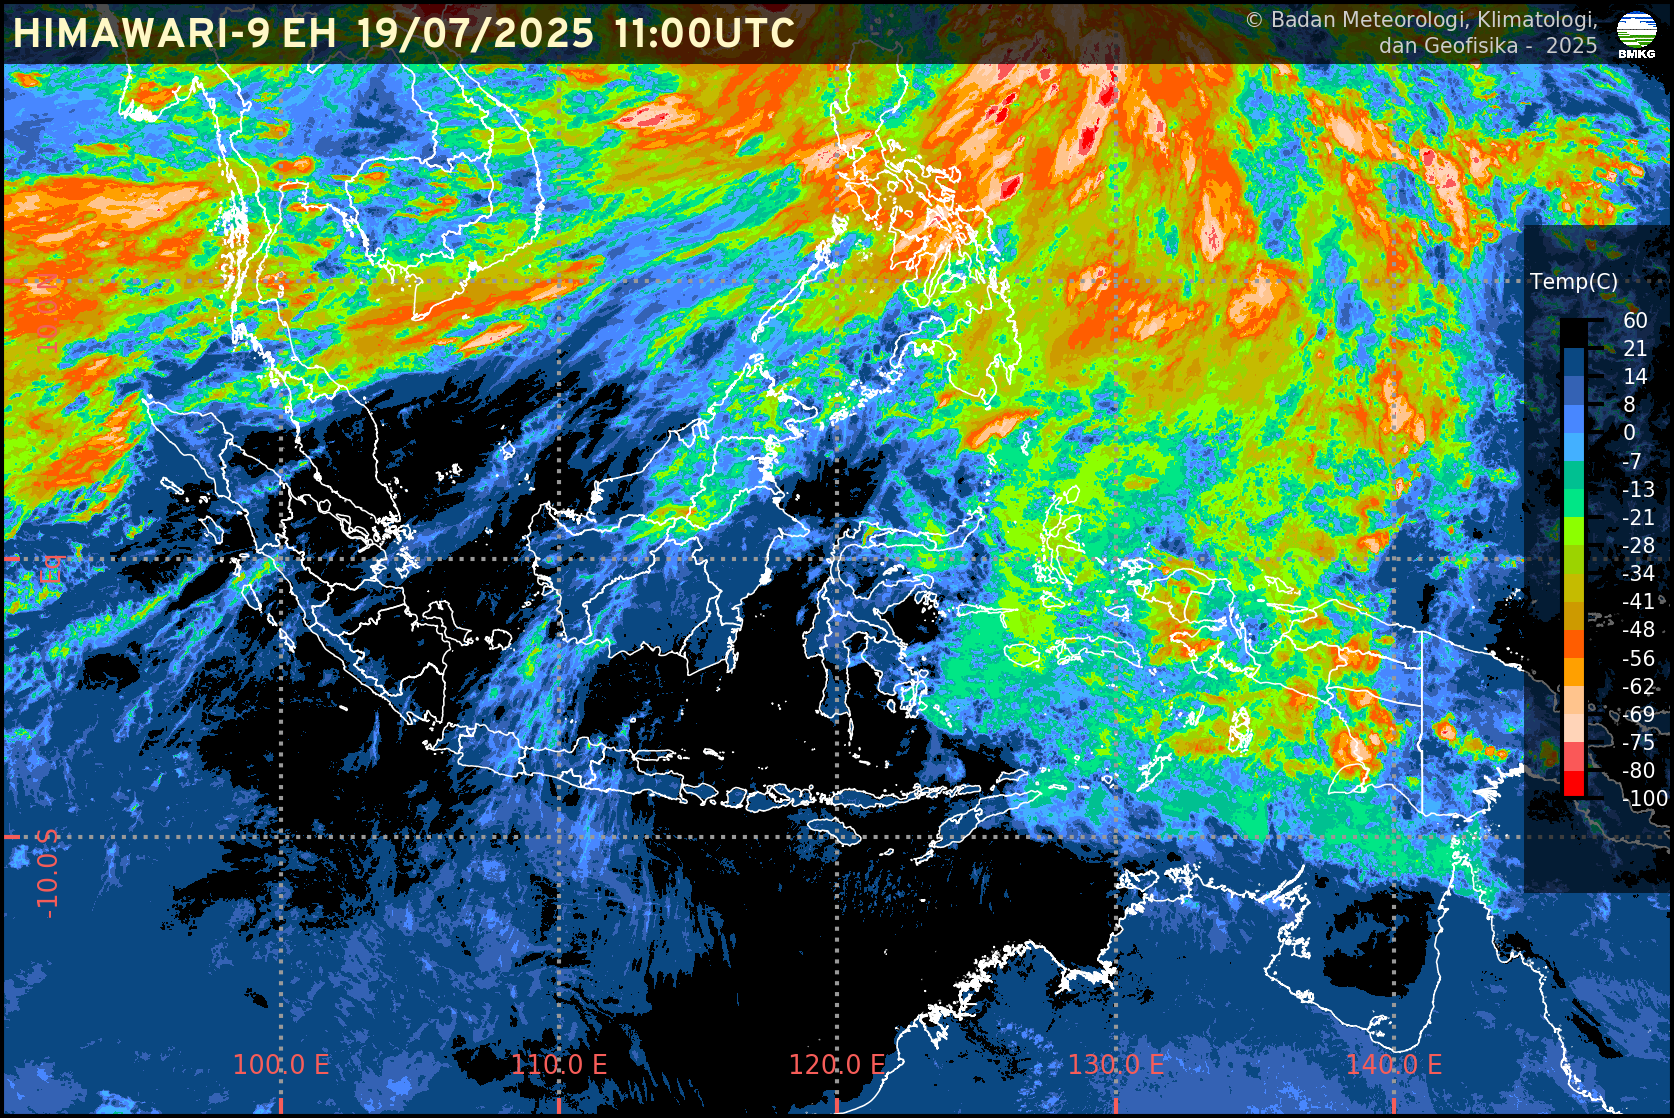 HIMAWARI-9 EH 19/07/2025 11:00UTC
© Badan Meteorologi, Klimatologi,
dan Geofisika - 2025
BMKG
Temp(C)
60
21
14
8
0
-7
-13
-21
-28
-34
-41
-48
-56
-62
-69
-75
-80
-100
10.0 N
Eq
-10.0 S
100.0 E
110.0 E
120.0 E
130.0 E
140.0 E